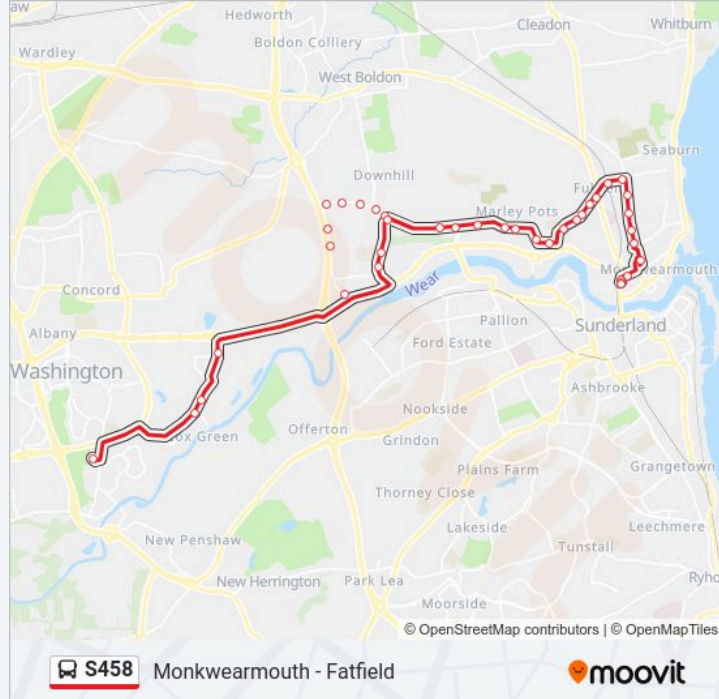 aw
Hedworth
Cleadon
Whitburn
Wardley
Boldon Colliery
West Boldon
Seaburn
Downhill
Marley Pots
Monkwearmouth
Wear
Concord
Pallion
Sunderland
Albany
Ford Estate
Washington
Ashbrooke
Nookside
Offerton
Grindon
Grangetown
Plains Farm
Thorney Close
Lakeside
Leechmere
New Penshaw
Tunstall
New Herrington
Park Lea
Ryho
Moorside
© OpenStreetMap contributors | © OpenMapTiles
S458
Monkwearmouth - Fatfield
moovit